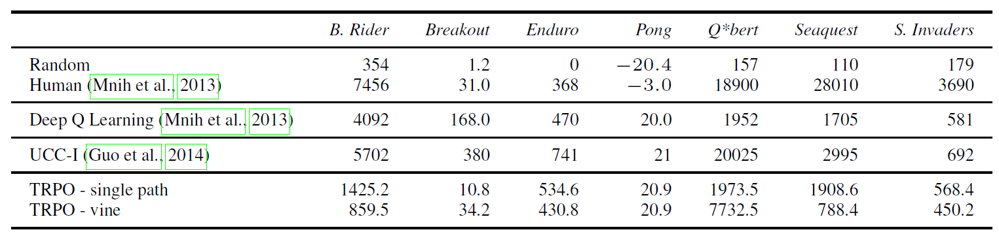 B. Rider Breakout Enduro Pong Q*bert Seaquest S. Invaders
Random 354 1.2 0 −20.4 157 110 179
Human (Mnih et al., 2013) 7456 31.0 368 −3.0 18900 28010 3690
Deep Q Learning (Mnih et al., 2013) 4092 168.0 470 20.0 1952 1705 581
UCC-I (Guo et al., 2014) 5702 380 741 21 20025 2995 692
TRPO - single path 1425.2 10.8 534.6 20.9 1973.5 1908.6 568.4
TRPO - vine 859.5 34.2 430.8 20.9 7732.5 788.4 450.2